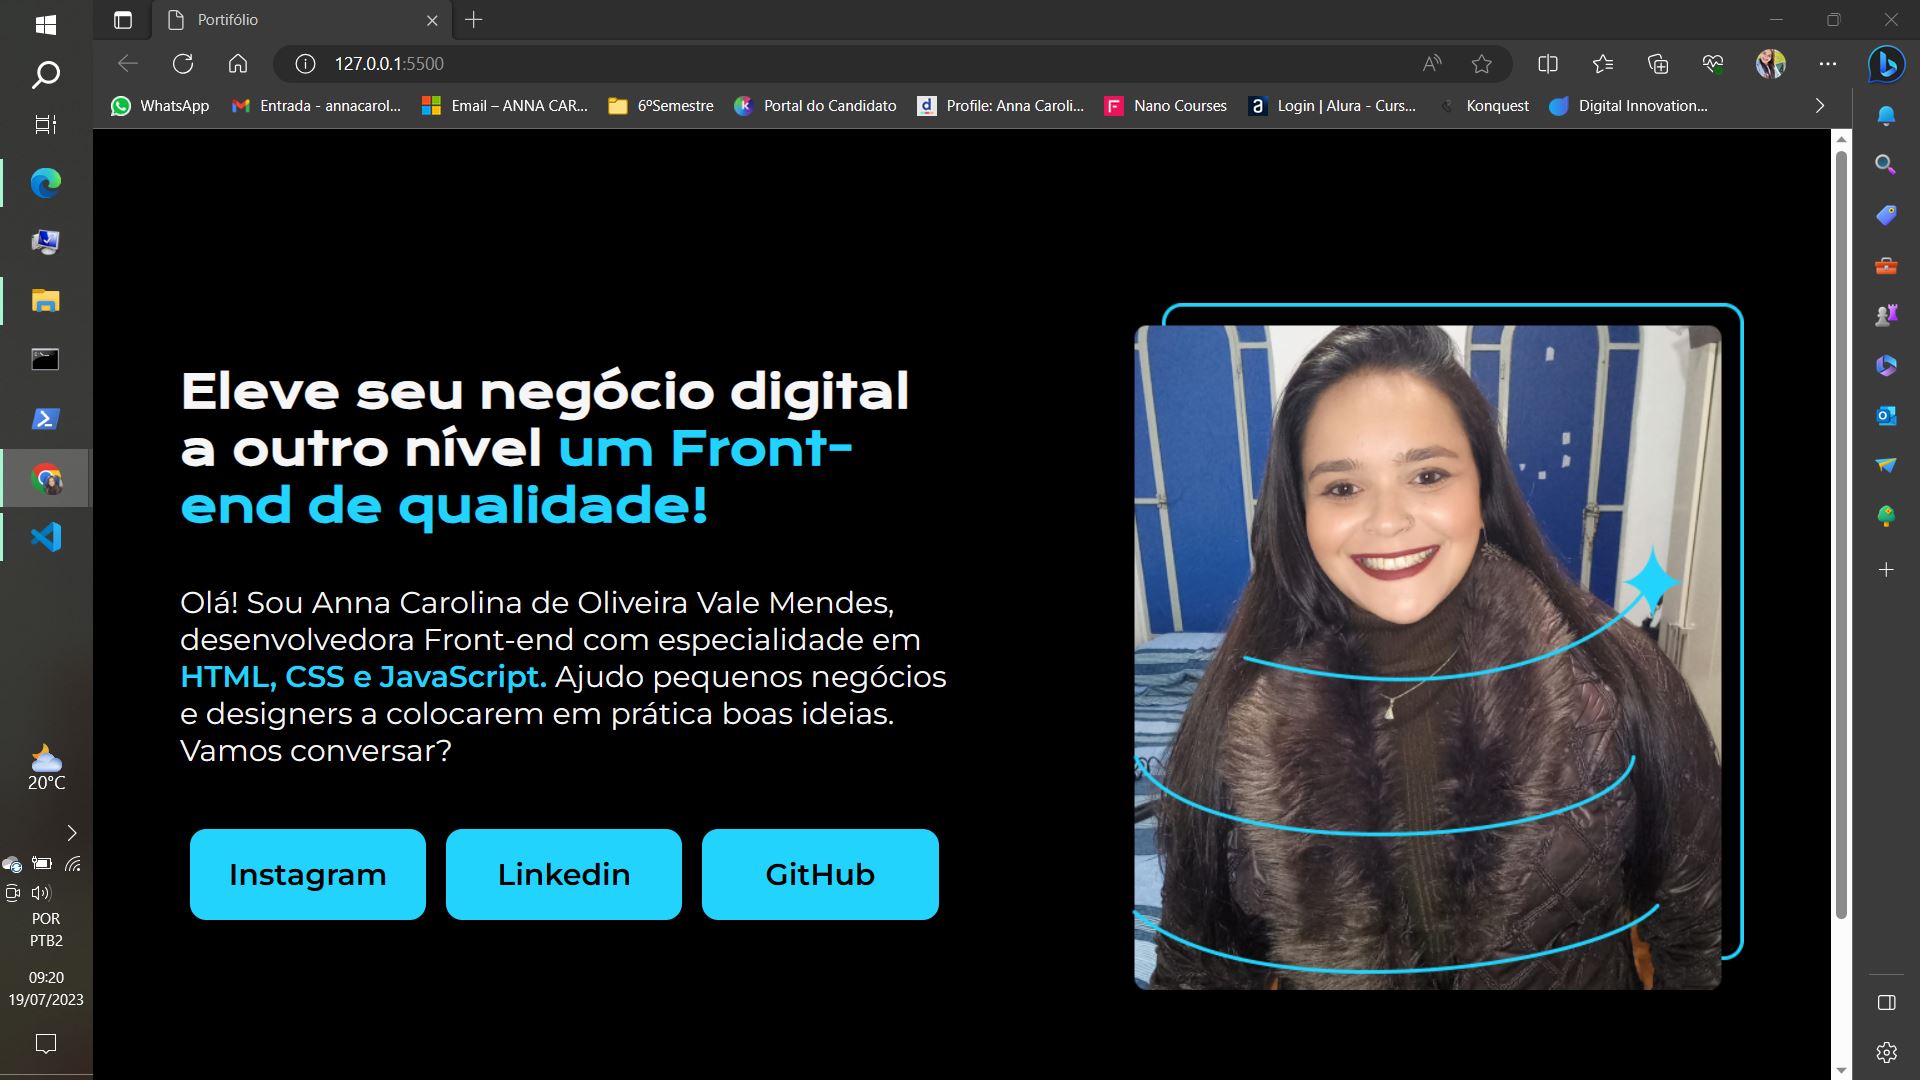 Portifólio
127.0.0.1:5500
WhatsApp
Entrada - annacarol...
Email – ANNA CAR...
6ºSemestre
Portal do Candidato
Profile: Anna Caroli...
Nano Courses
Login | Alura - Curs...
Konquest
Digital Innovation...
Eleve seu negócio digital
a outro nível um Front-
end de qualidade!
Olá! Sou Anna Carolina de Oliveira Vale Mendes,
desenvolvedora Front-end com especialidade em
HTML, CSS e JavaScript. Ajudo pequenos negócios
e designers a colocarem em prática boas ideias.
Vamos conversar?
Instagram
Linkedin
GitHub
20°C
POR
PTB2
09:20
19/07/2023